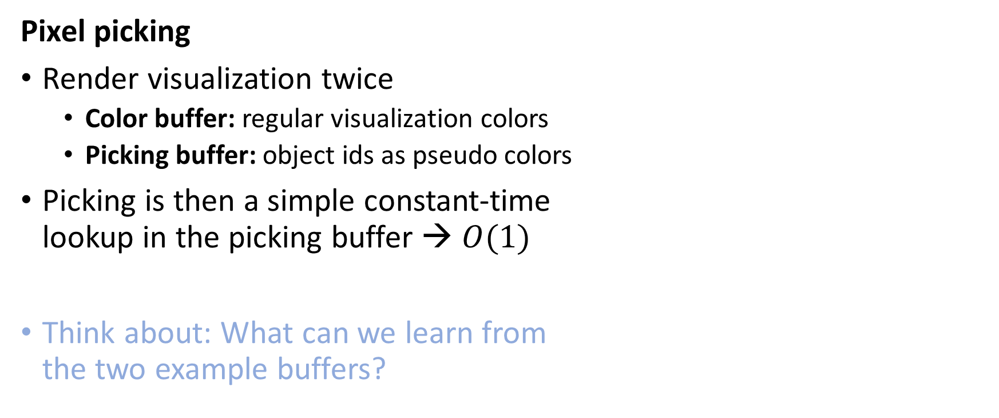 Pixel picking
• Render visualization twice
• Color buffer: regular visualization colors
• Picking buffer: object ids as pseudo colors
• Picking is then a simple constant-time
lookup in the picking buffer → O(1)
• Think about: What can we learn from
the two example buffers?